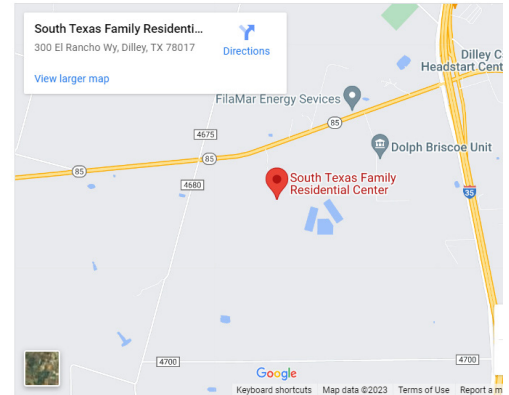 South Texas Family Residenti...
300 El Rancho Wy, Dilley, TX 78017
Directions
View larger map
Dilley C
Headstart Cent
FilaMar Energy Sevices
85
4675
Dolph Briscoe Unit
85
85
4680
South Texas Family
Residential Center
35
4700
4700
Google
Keyboard shortcuts Map data ©2023 Terms of Use Report a m